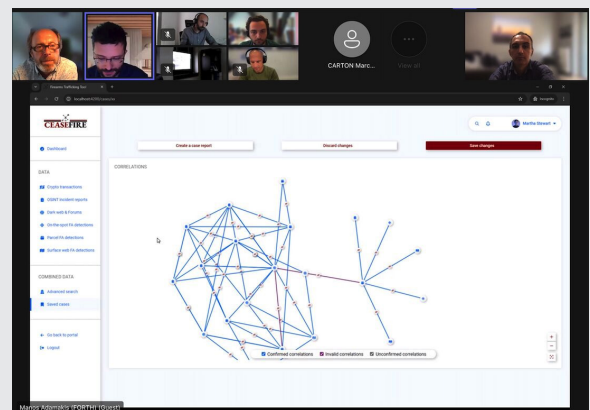 CARTON Marc...
View all
Ceasefire Trafficking Tool
localhost
Incognito
CEASEFIRE
Martha Stewart
Dashboard
Create a case report
Discard changes
Save changes
DATA
CORRELATIONS
Crypto transactions
OSINT incident reports
Dark web & Forums
On-the-spot FA detections
Parcel FA detections
Surface web FA detections
COMBINED DATA
Advanced search
Saved cases
Go back to portal
Logout
Confirmed correlations
Invalid correlations
Unconfirmed correlations
Marios Adamakis (FORTH) (Guest)